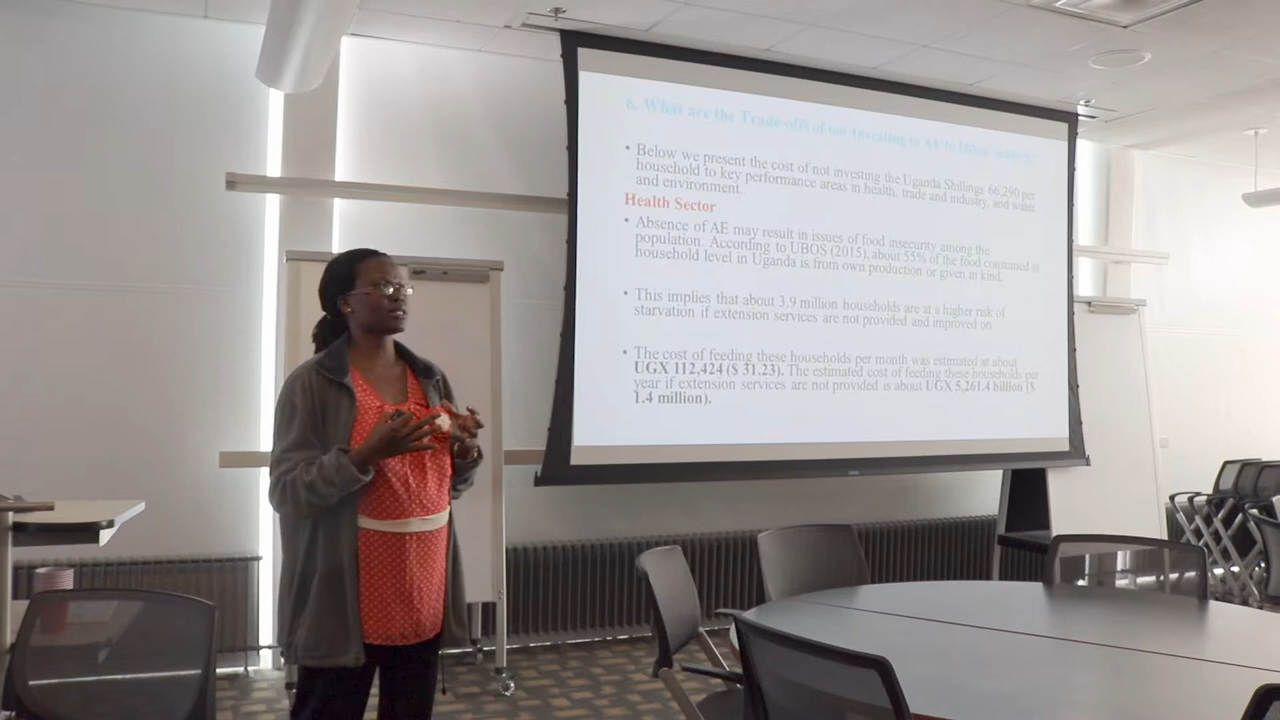 6. What are the Trade-offs of not Investing in AE to Other sectors?
• Below we present the cost of not investing the Uganda Shillings 66,290 per
household to key performance areas in health, trade and industry, and water
and environment.
Health Sector
• Absence of AE may result in issues of food insecurity among the
population. According to UBOS (2015), about 55% of the food consumed at
household level in Uganda is from own production or given in kind.
• This implies that about 3.9 million households are at a higher risk of
starvation if extension services are not provided and improved on
• The cost of feeding these households per month was estimated at about
UGX 112,424 ($ 31.23). The estimated cost of feeding these households per
year if extension services are not provided is about UGX 5,261.4 billion ($
1.4 million).